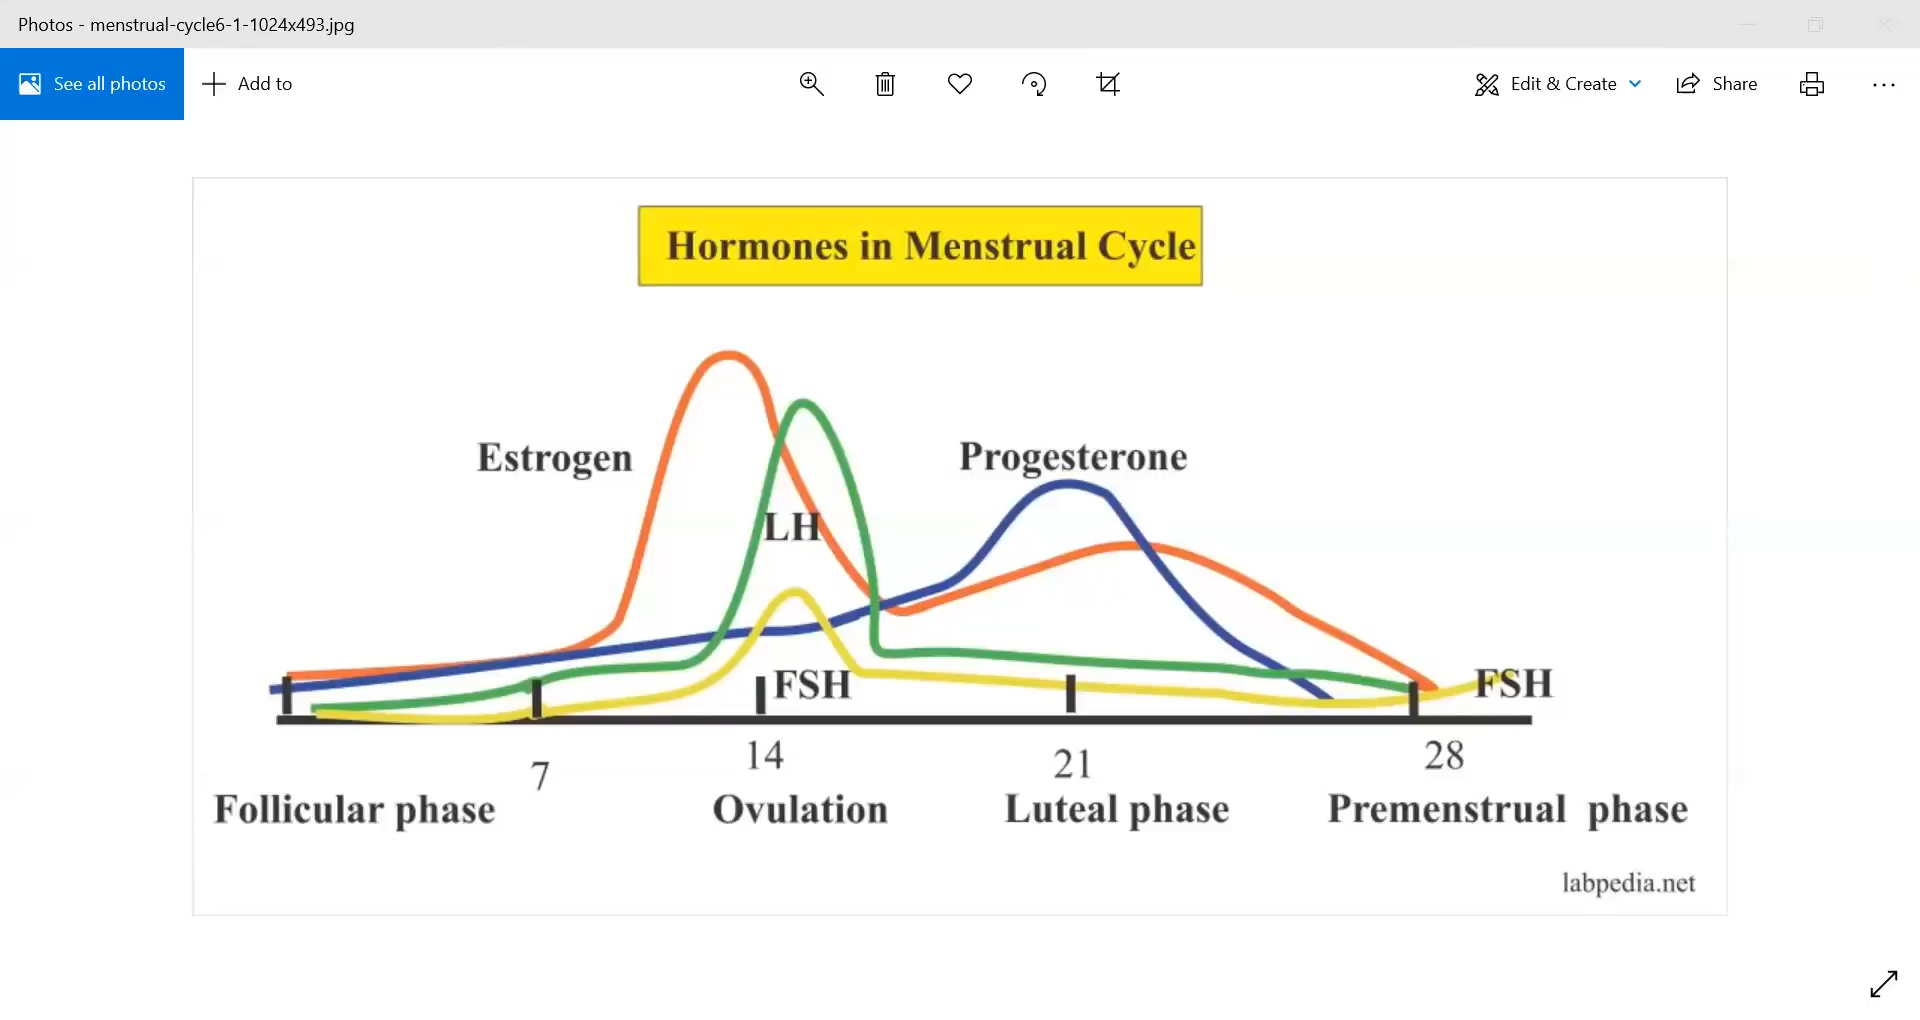 Photos - menstrual-cycle6-1-1024x493.jpg
See all photos
Add to
Edit & Create
Share
Hormones in Menstrual Cycle
Estrogen
Progesterone
LH
FSH
FSH
7
14
21
28
Follicular phase
Ovulation
Luteal phase
Premenstrual phase
labpedia.net